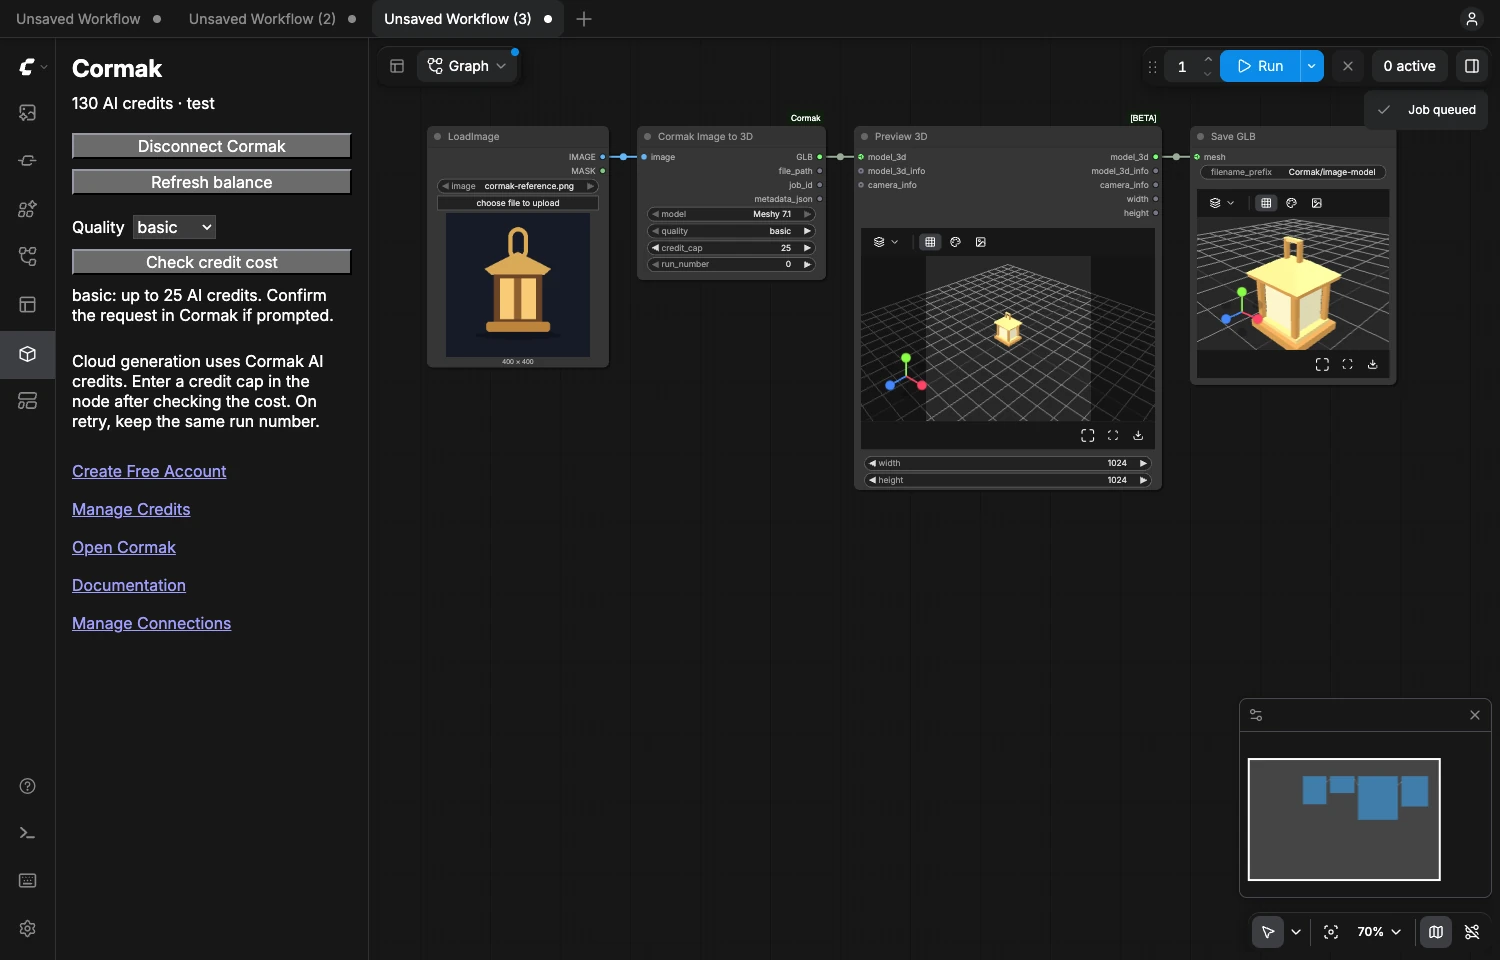 Unsaved Workflow
Unsaved Workflow (2)
Unsaved Workflow (3)
Cormak
130 AI credits · test
Disconnect Cormak
Refresh balance
Quality basic
Check credit cost
basic: up to 25 AI credits. Confirm
the request in Cormak if prompted.
Cloud generation uses Cormak AI
credits. Enter a credit cap in the
node after checking the cost. On
retry, keep the same run number.
Create Free Account
Manage Credits
Open Cormak
Documentation
Manage Connections
Graph
1
Run
0 active
Job queued
LoadImage
IMAGE
MASK
image cormak-reference.png
choose file to upload
400 × 400
Cormak
Cormak Image to 3D
image GLB
file_path
job_id
metadata_json
model Meshy 7.1
quality basic
credit_cap 25
run_number 0
[BETA]
Preview 3D
model_3d model_3d
model_3d_info model_3d_info
camera_info camera_info
width
height
width 1024
height 1024
Save GLB
mesh
filename_prefix Cormak/image-model
70%